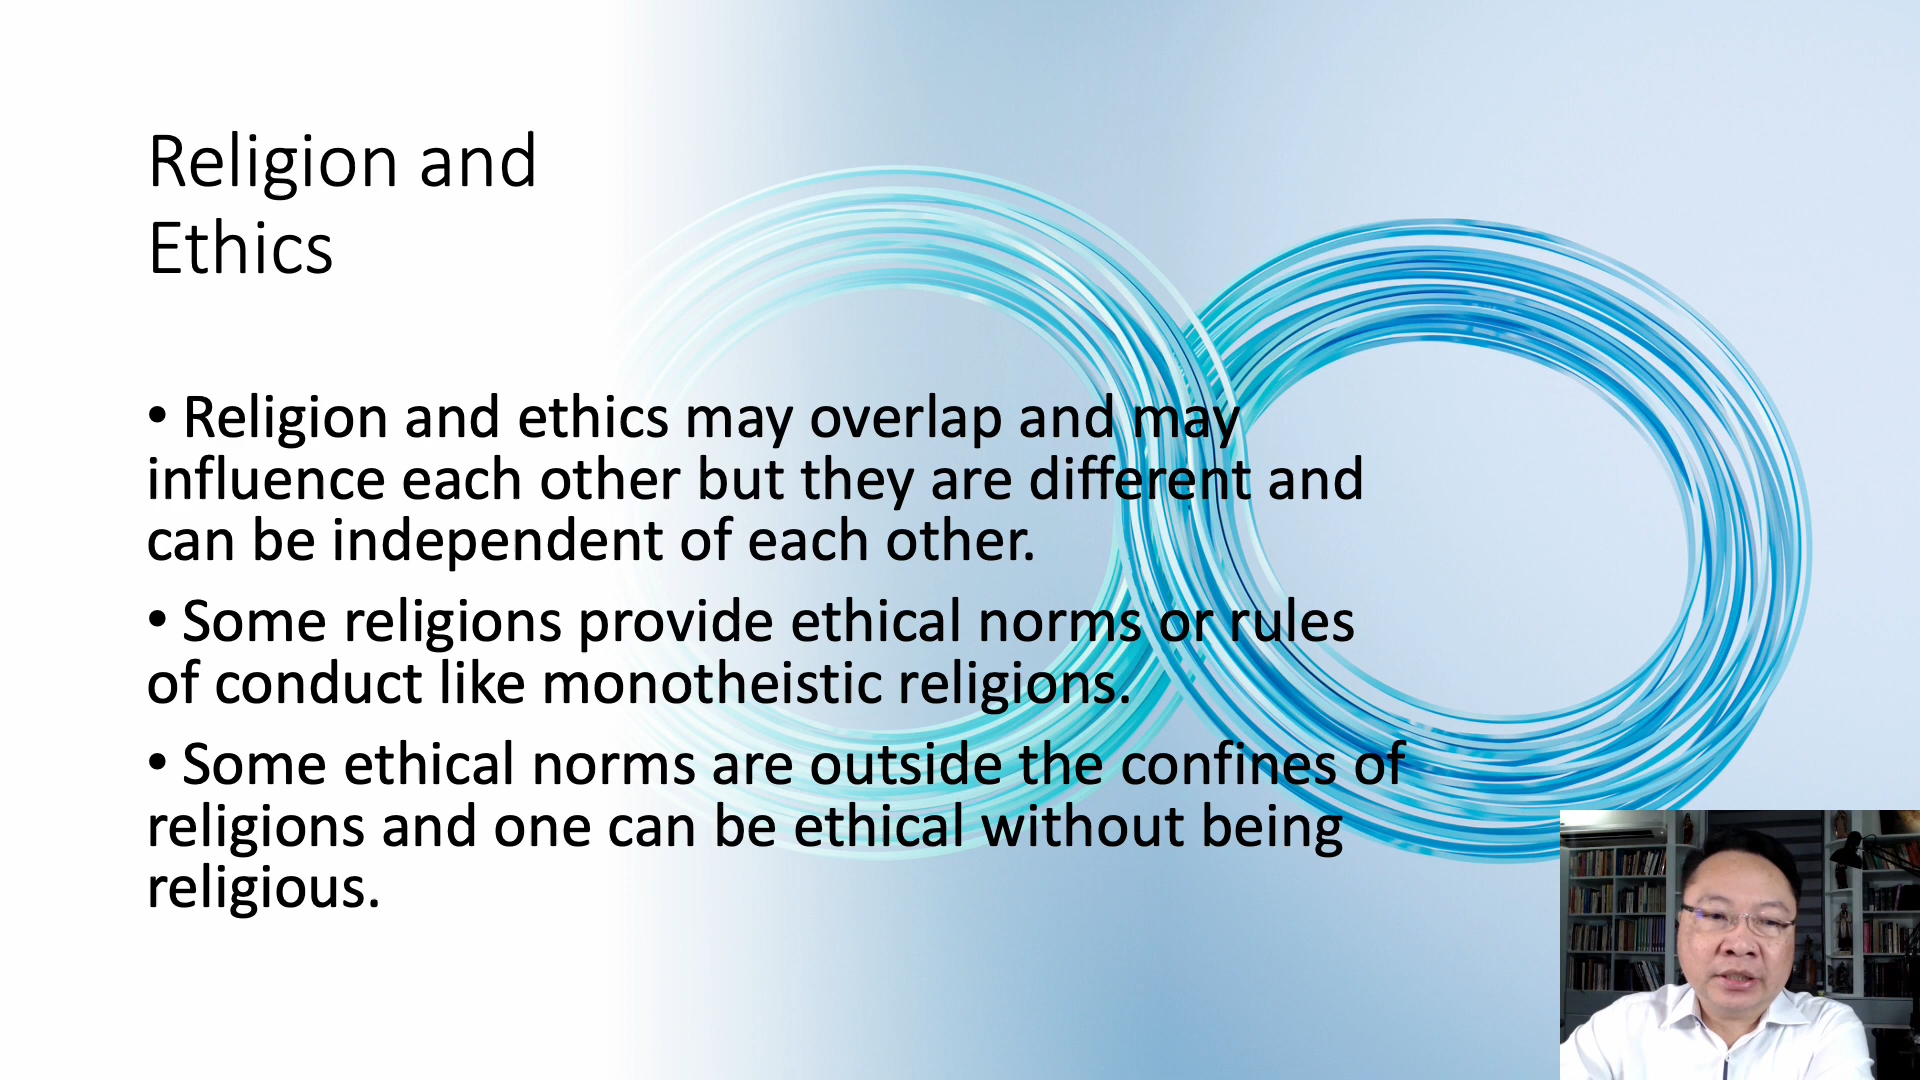 Religion and
Ethics
• Religion and ethics may overlap and may
influence each other but they are different and
can be independent of each other.
• Some religions provide ethical norms or rules
of conduct like monotheistic religions.
• Some ethical norms are outside the confines of
religions and one can be ethical without being
religious.